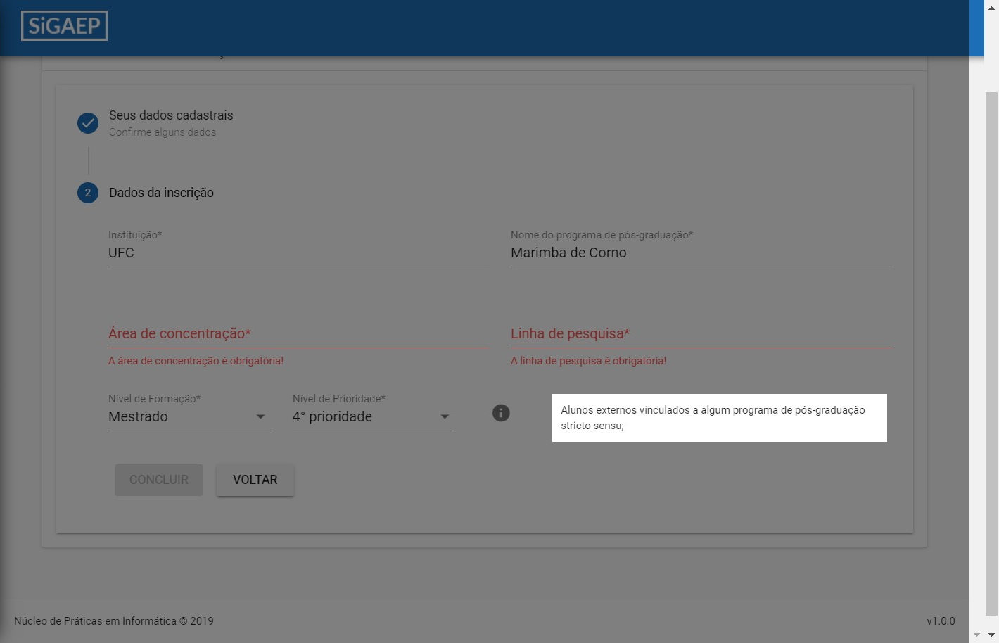 SiGAEP
Seus dados cadastrais
Confirme alguns dados
2 Dados da inscrição
Instituição*
UFC
Nome do programa de pós-graduação*
Marimba de Corno
Área de concentração*
A área de concentração é obrigatória!
Linha de pesquisa*
A linha de pesquisa é obrigatória!
Nível de Formação*
Mestrado
Nível de Prioridade*
4° prioridade
Alunos externos vinculados a algum programa de pós-graduação
stricto sensu;
CONCLUIR
VOLTAR
Núcleo de Práticas em Informática © 2019
v1.0.0